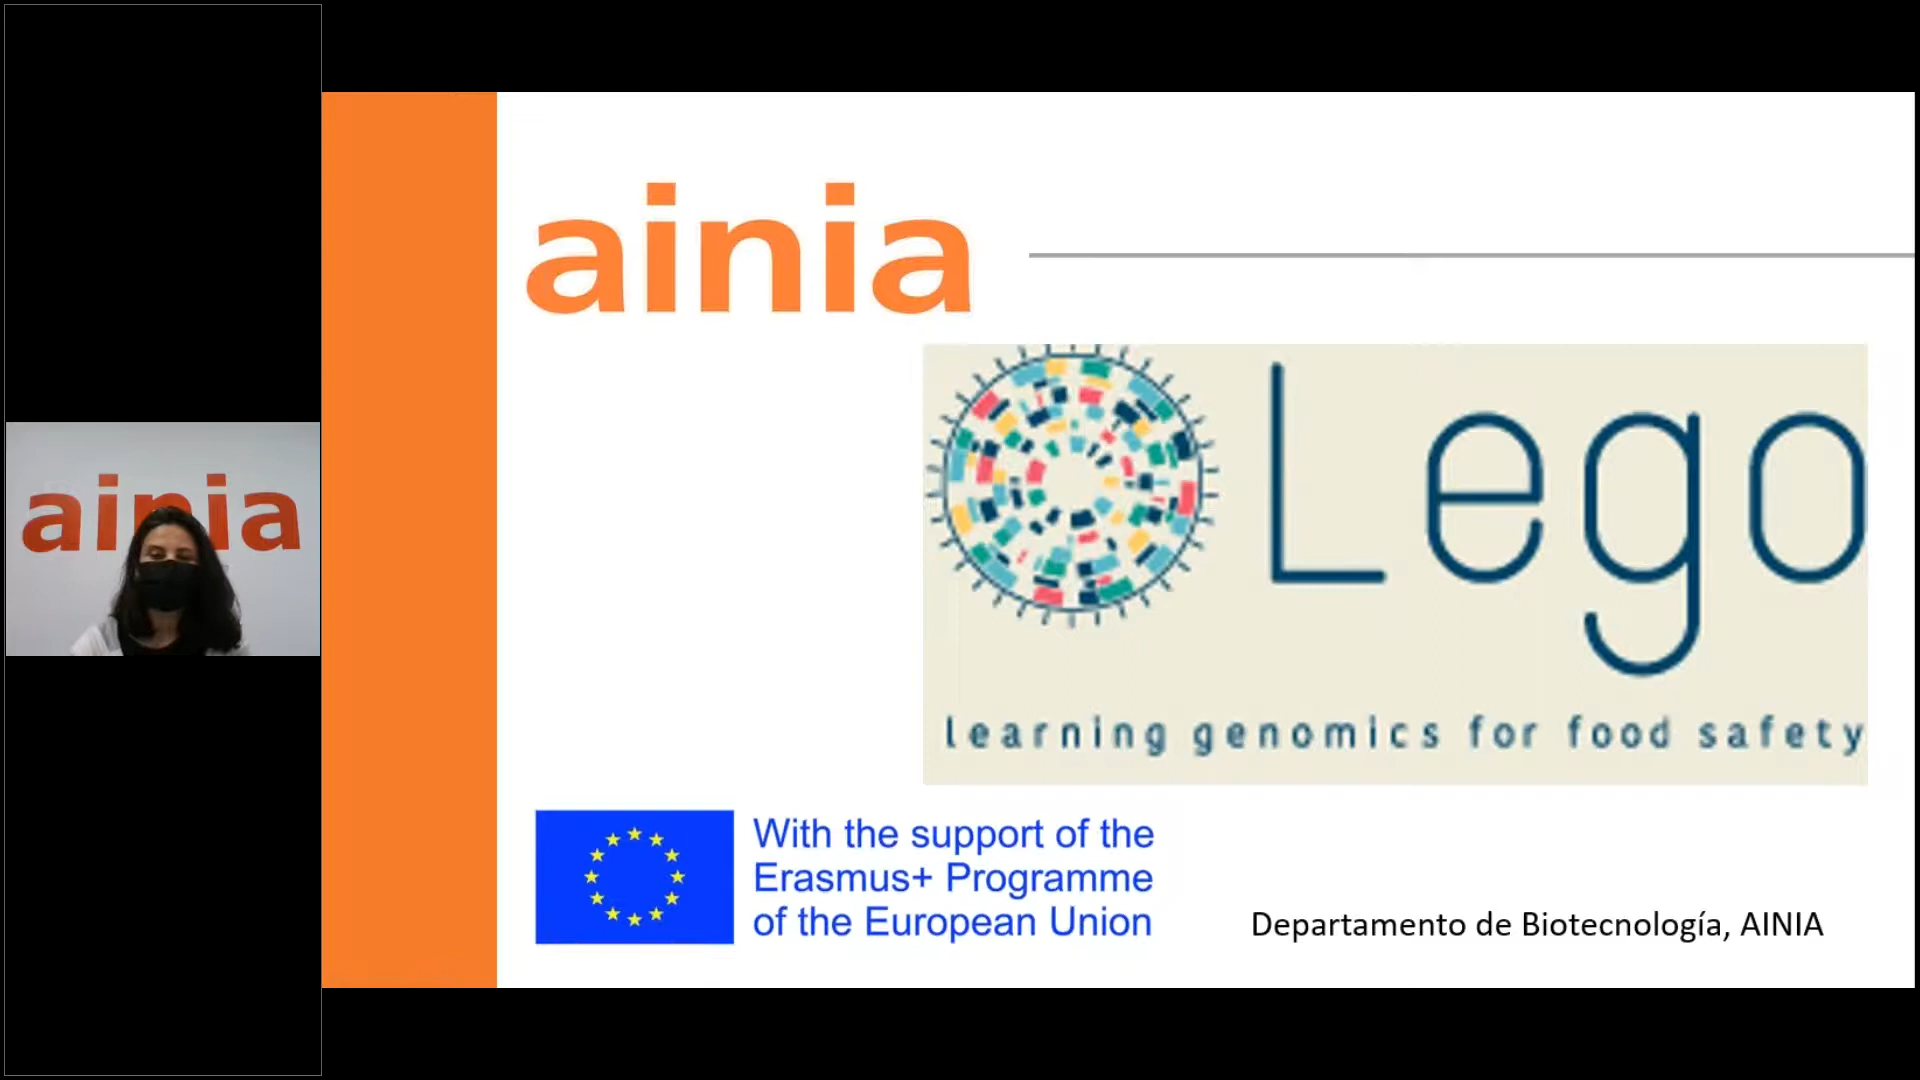 ainia
ainia
Lego
learning genomics for food safety
With the support of the
Erasmus+ Programme
of the European Union
Departamento de Biotecnología, AINIA